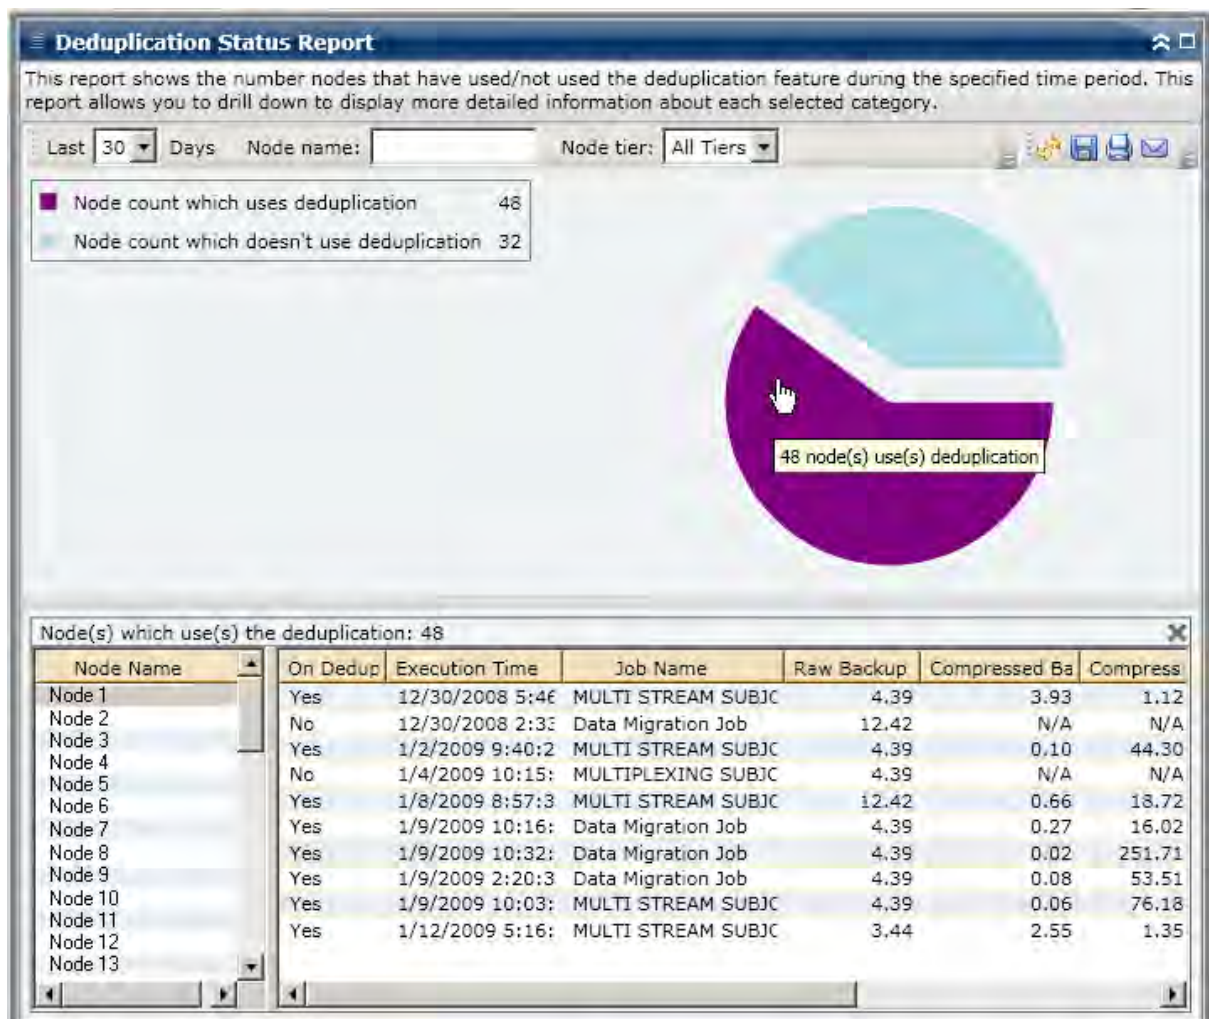 Deduplication Status Report
This report shows the number nodes that have used/not used the deduplication feature during the specified time period. This
report allows you to drill down to display more detailed information about each selected category.
Last 30 Days Node name: Node tier: All Tiers
Node count which uses deduplication 48
Node count which doesn't use deduplication 32
48 node(s) use(s) deduplication
Node(s) which use(s) the deduplication: 48
Node Name
Node 1
Node 2
Node 3
Node 4
Node 5
Node 6
Node 7
Node 8
Node 9
Node 10
Node 11
Node 12
Node 13
On Dedup Execution Time Job Name Raw Backup Compressed Ba Compress
Yes 12/30/2008 5:46 MULTI STREAM SUBJC 4.39 3.93 1.12
No 12/30/2008 2:33 Data Migration Job 12.42 N/A N/A
Yes 1/2/2009 9:40:2 MULTI STREAM SUBJC 4.39 0.10 44.30
No 1/4/2009 10:15: MULTIPLEXING SUBJC 4.39 N/A N/A
Yes 1/8/2009 8:57:3 MULTI STREAM SUBJC 12.42 0.66 18.72
Yes 1/9/2009 10:16: Data Migration Job 4.39 0.27 16.02
Yes 1/9/2009 10:32: Data Migration Job 4.39 0.02 251.71
Yes 1/9/2009 2:20:3 Data Migration Job 4.39 0.08 53.51
Yes 1/9/2009 10:03: MULTI STREAM SUBJC 4.39 0.06 76.18
Yes 1/12/2009 5:16: MULTI STREAM SUBJC 3.44 2.55 1.35